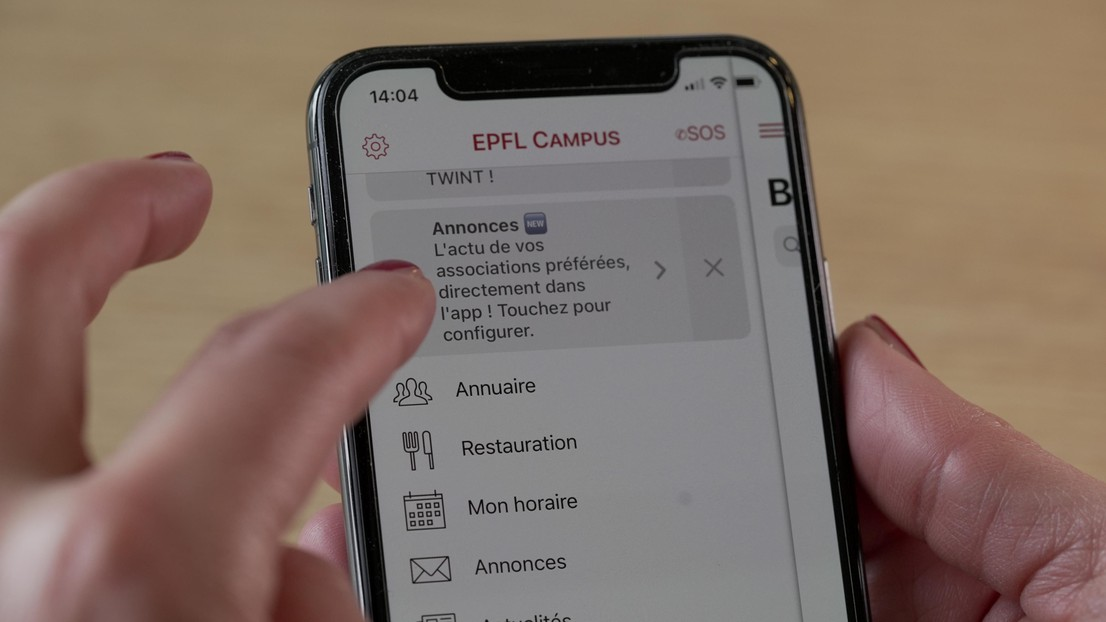 14:04
EPFL CAMPUS
SOS
TWINT !
B
Annonces NEW
L'actu de vos
associations préférées,
directement dans
l'app ! Touchez pour
configurer.
Annuaire
Restauration
Mon horaire
Annonces
Actualités